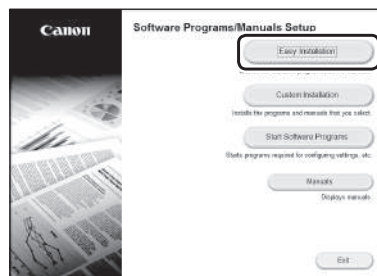 Canon
Software Programs/Manuals Setup
Easy Installation
Custom Installation
Installs the programs and manuals that you select.
Start Software Programs
Starts programs required for configuring settings, etc.
Manuals
Displays manuals.
Exit